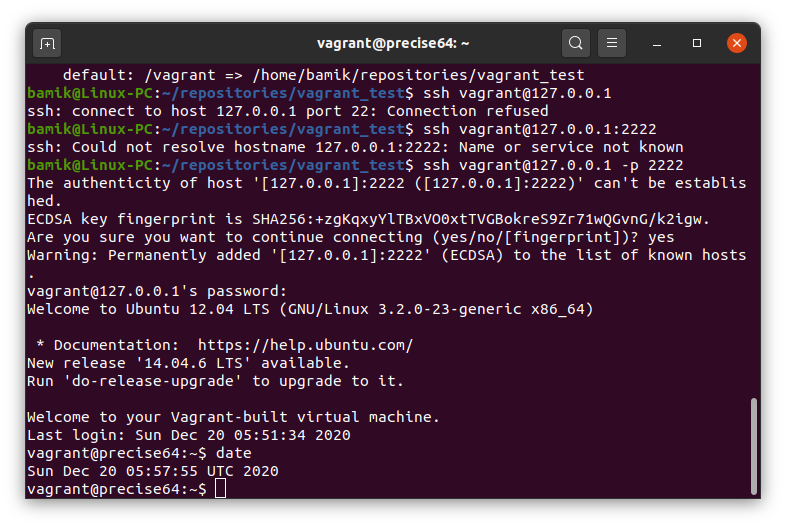 vagrant@precise64: ~
    default: /vagrant => /home/bamik/repositories/vagrant_test
bamik@Linux-PC:~/repositories/vagrant_test$ ssh vagrant@127.0.0.1
ssh: connect to host 127.0.0.1 port 22: Connection refused
bamik@Linux-PC:~/repositories/vagrant_test$ ssh vagrant@127.0.0.1:2222
ssh: Could not resolve hostname 127.0.0.1:2222: Name or service not known
bamik@Linux-PC:~/repositories/vagrant_test$ ssh vagrant@127.0.0.1 -p 2222
The authenticity of host '[127.0.0.1]:2222 ([127.0.0.1]:2222)' can't be establis
hed.
ECDSA key fingerprint is SHA256:+zgKqxyYlTBxVO0xtTVGBokreS9Zr71wQGvnG/k2igw.
Are you sure you want to continue connecting (yes/no/[fingerprint])? yes
Warning: Permanently added '[127.0.0.1]:2222' (ECDSA) to the list of known hosts
.
vagrant@127.0.0.1's password:
Welcome to Ubuntu 12.04 LTS (GNU/Linux 3.2.0-23-generic x86_64)

 * Documentation:  https://help.ubuntu.com/
New release '14.04.6 LTS' available.
Run 'do-release-upgrade' to upgrade to it.

Welcome to your Vagrant-built virtual machine.
Last login: Sun Dec 20 05:51:34 2020
vagrant@precise64:~$ date
Sun Dec 20 05:57:55 UTC 2020
vagrant@precise64:~$